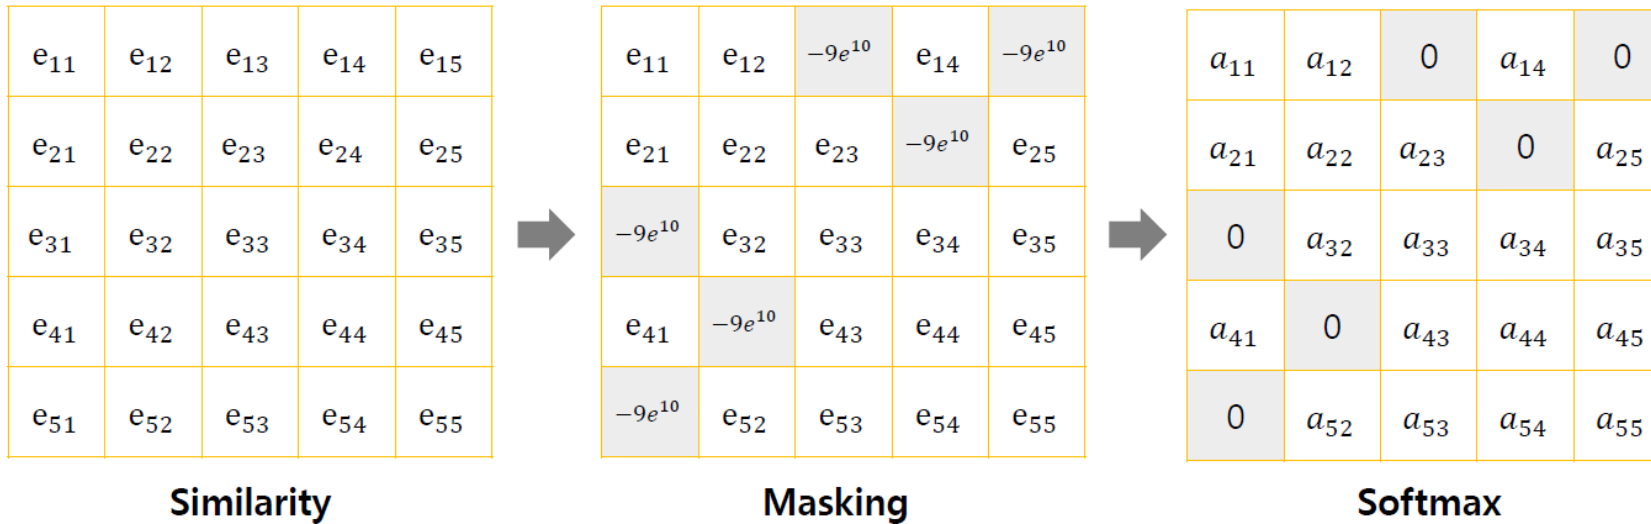 e₁₁ e₁₂ e₁₃ e₁₄ e₁₅
e₂₁ e₂₂ e₂₃ e₂₄ e₂₅
e₃₁ e₃₂ e₃₃ e₃₄ e₃₅
e₄₁ e₄₂ e₄₃ e₄₄ e₄₅
e₅₁ e₅₂ e₅₃ e₅₄ e₅₅
Similarity
e₁₁ e₁₂ −9e¹⁰ e₁₄ −9e¹⁰
e₂₁ e₂₂ e₂₃ −9e¹⁰ e₂₅
−9e¹⁰ e₃₂ e₃₃ e₃₄ e₃₅
e₄₁ −9e¹⁰ e₄₃ e₄₄ e₄₅
−9e¹⁰ e₅₂ e₅₃ e₅₄ e₅₅
Masking
a₁₁ a₁₂ 0 a₁₄ 0
a₂₁ a₂₂ a₂₃ 0 a₂₅
0 a₃₂ a₃₃ a₃₄ a₃₅
a₄₁ 0 a₄₃ a₄₄ a₄₅
0 a₅₂ a₅₃ a₅₄ a₅₅
Softmax